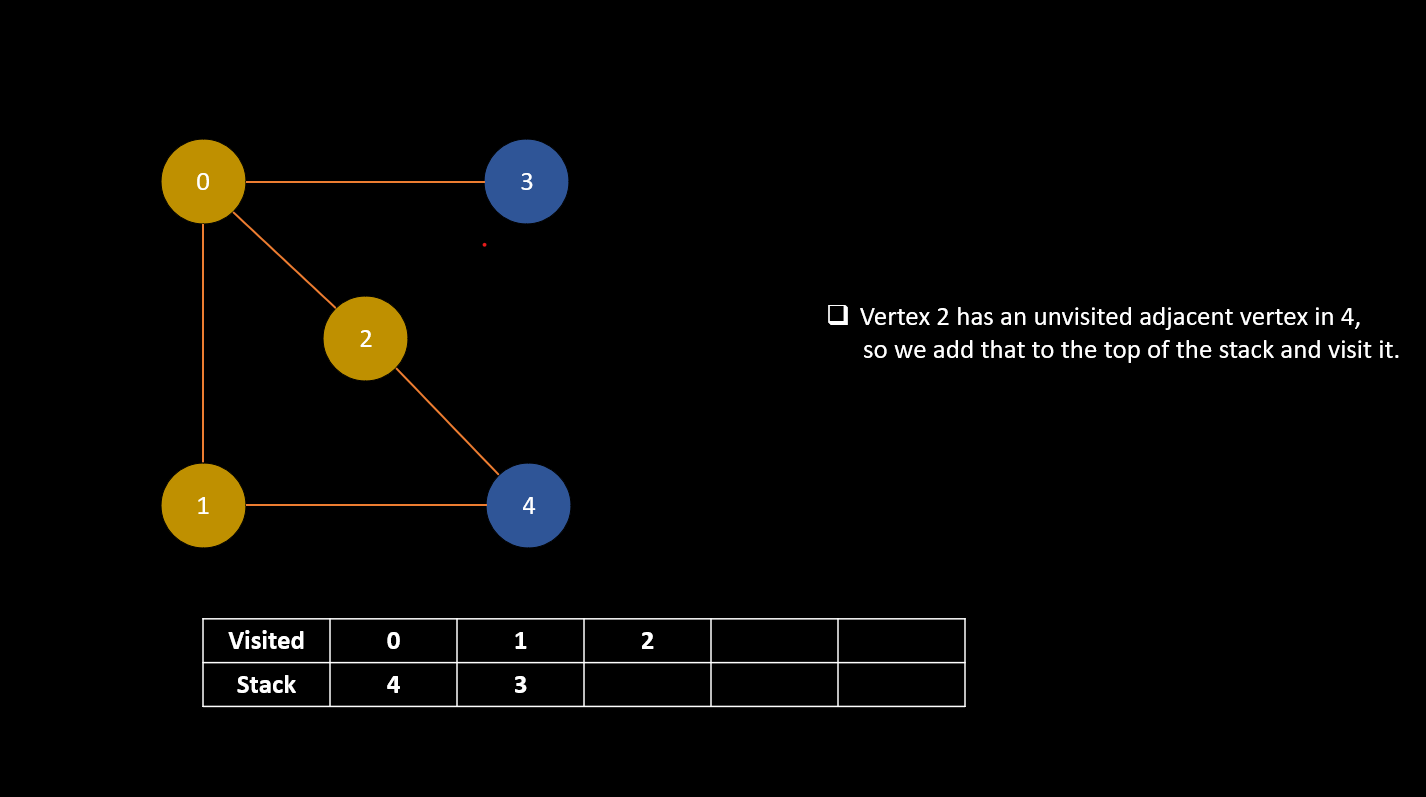 0
3
2
Vertex 2 has an unvisited adjacent vertex in 4,
so we add that to the top of the stack and visit it.
1
4
Visited 0 1 2
Stack 4 3